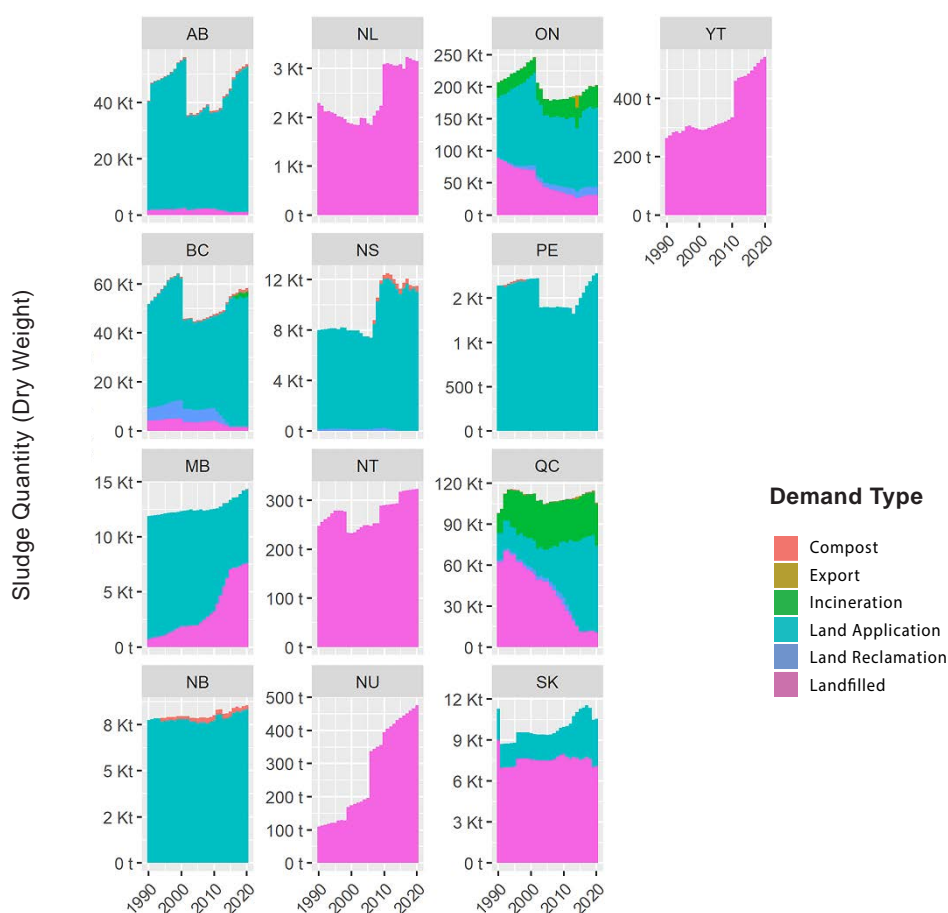 Sludge Quantity (Dry Weight)
AB
40 Kt
20 Kt
0 t
NL
3 Kt
2 Kt
1 Kt
0 t
ON
250 Kt
200 Kt
150 Kt
100 Kt
50 Kt
0 t
YT
400 t
200 t
0 t
1990 2000 2010 2020
BC
60 Kt
40 Kt
20 Kt
0 t
NS
12 Kt
8 Kt
4 Kt
0 t
PE
2 Kt
1 Kt
500 t
0 t
MB
15 Kt
10 Kt
5 Kt
0 t
NT
300 t
200 t
100 t
0 t
QC
120 Kt
90 Kt
60 Kt
30 Kt
0 t
NB
8 Kt
5 Kt
2 Kt
0 t
1990 2000 2010 2020
NU
500 t
400 t
300 t
200 t
100 t
0 t
1990 2000 2010 2020
SK
12 Kt
9 Kt
6 Kt
3 Kt
0 t
1990 2000 2010 2020
Demand Type
Compost
Export
Incineration
Land Application
Land Reclamation
Landfilled